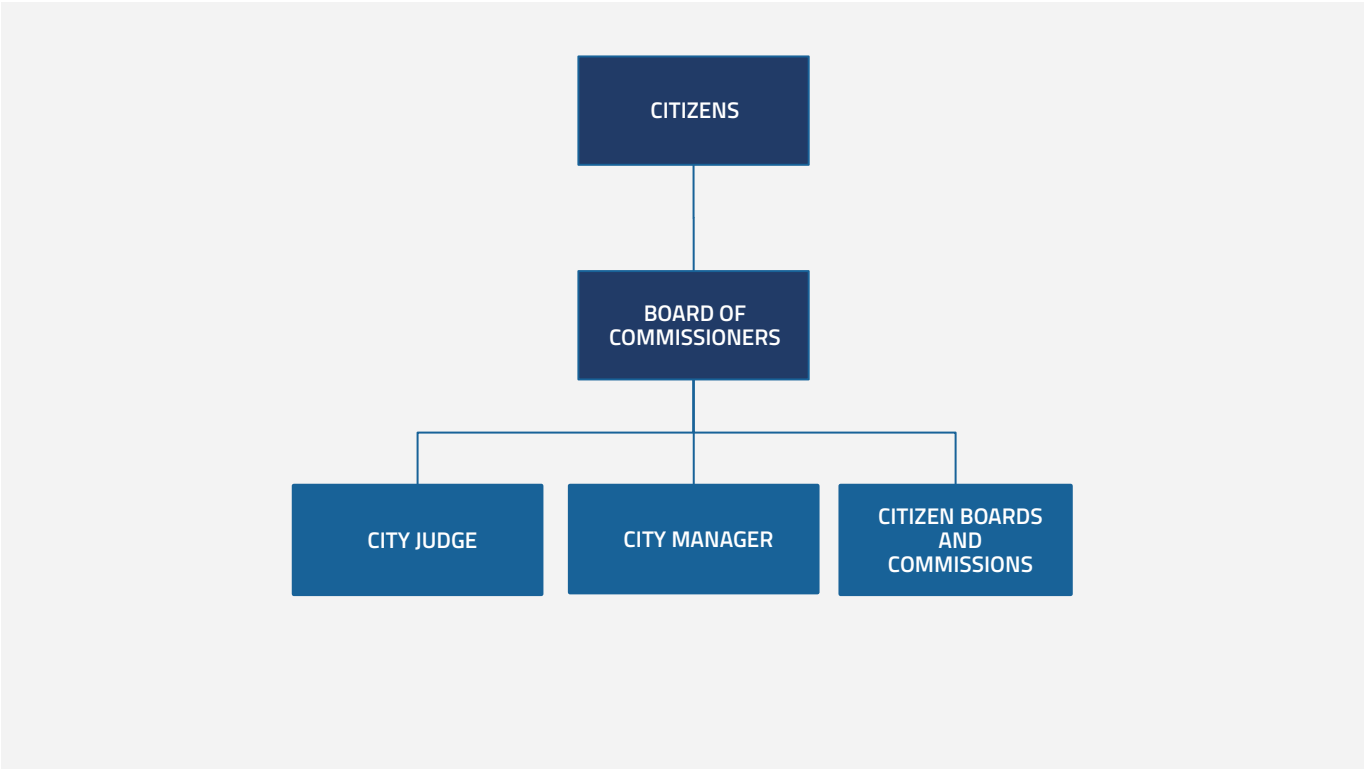 CITIZENS
BOARD OF
COMMISSIONERS
CITY JUDGE
CITY MANAGER
CITIZEN BOARDS
AND
COMMISSIONS